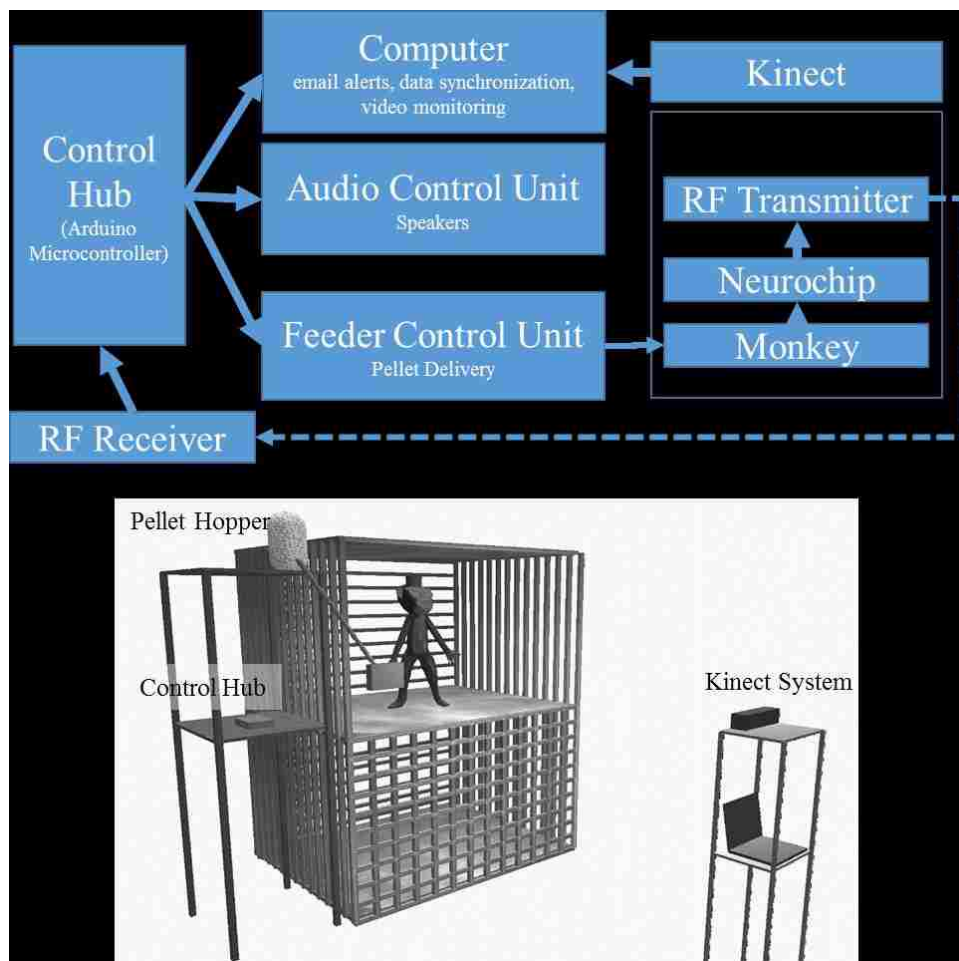 Computer
email alerts, data synchronization,
video monitoring
Kinect
Control
Hub
(Arduino
Microcontroller)
Audio Control Unit
Speakers
RF Transmitter
Neurochip
Feeder Control Unit
Pellet Delivery
Monkey
RF Receiver
Pellet Hopper
Control Hub
Kinect System